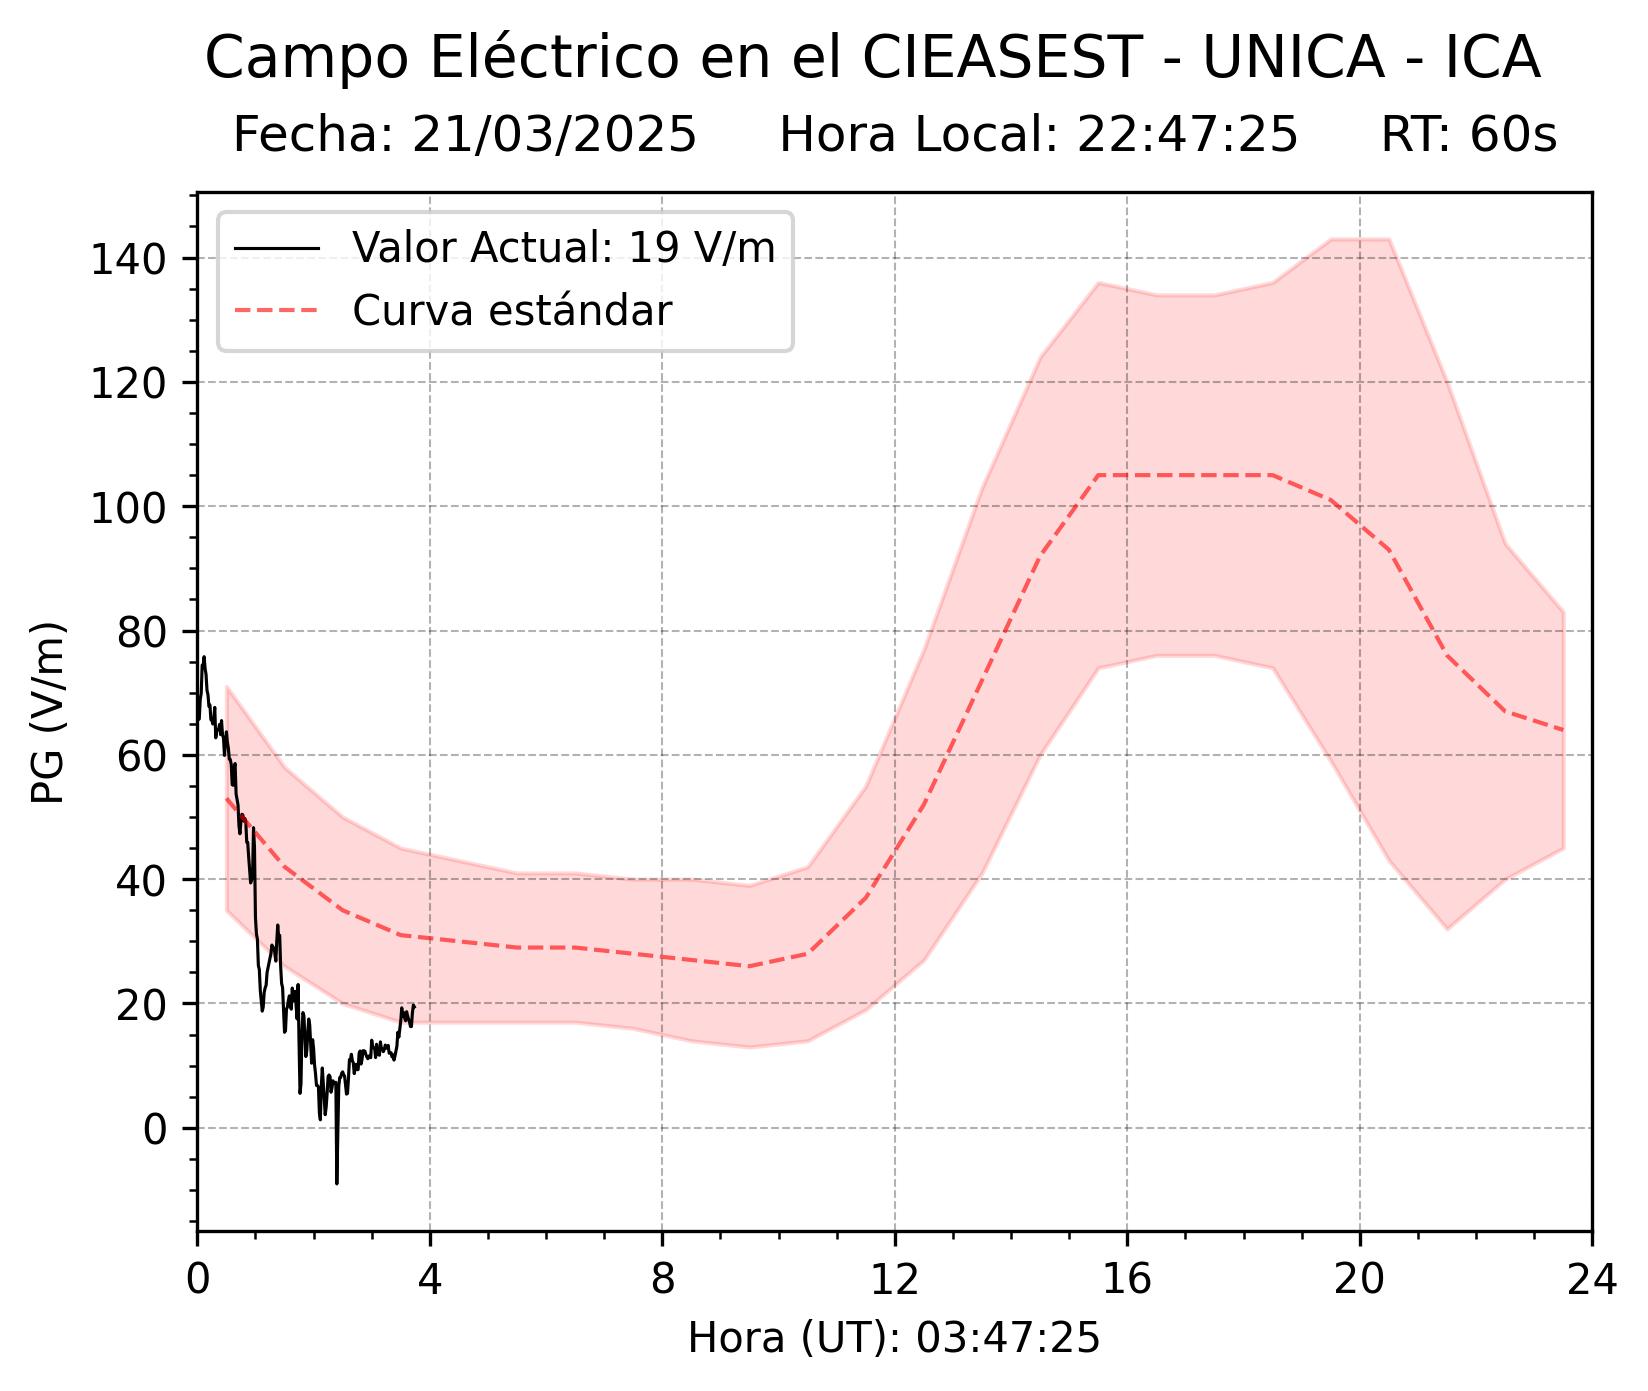 Campo Eléctrico en el CIEASEST - UNICA - ICA
Fecha: 21/03/2025 Hora Local: 22:47:25 RT: 60s
Valor Actual: 19 V/m
Curva estándar
PG (V/m)
140
120
100
80
60
40
20
0
0 4 8 12 16 20 24
Hora (UT): 03:47:25